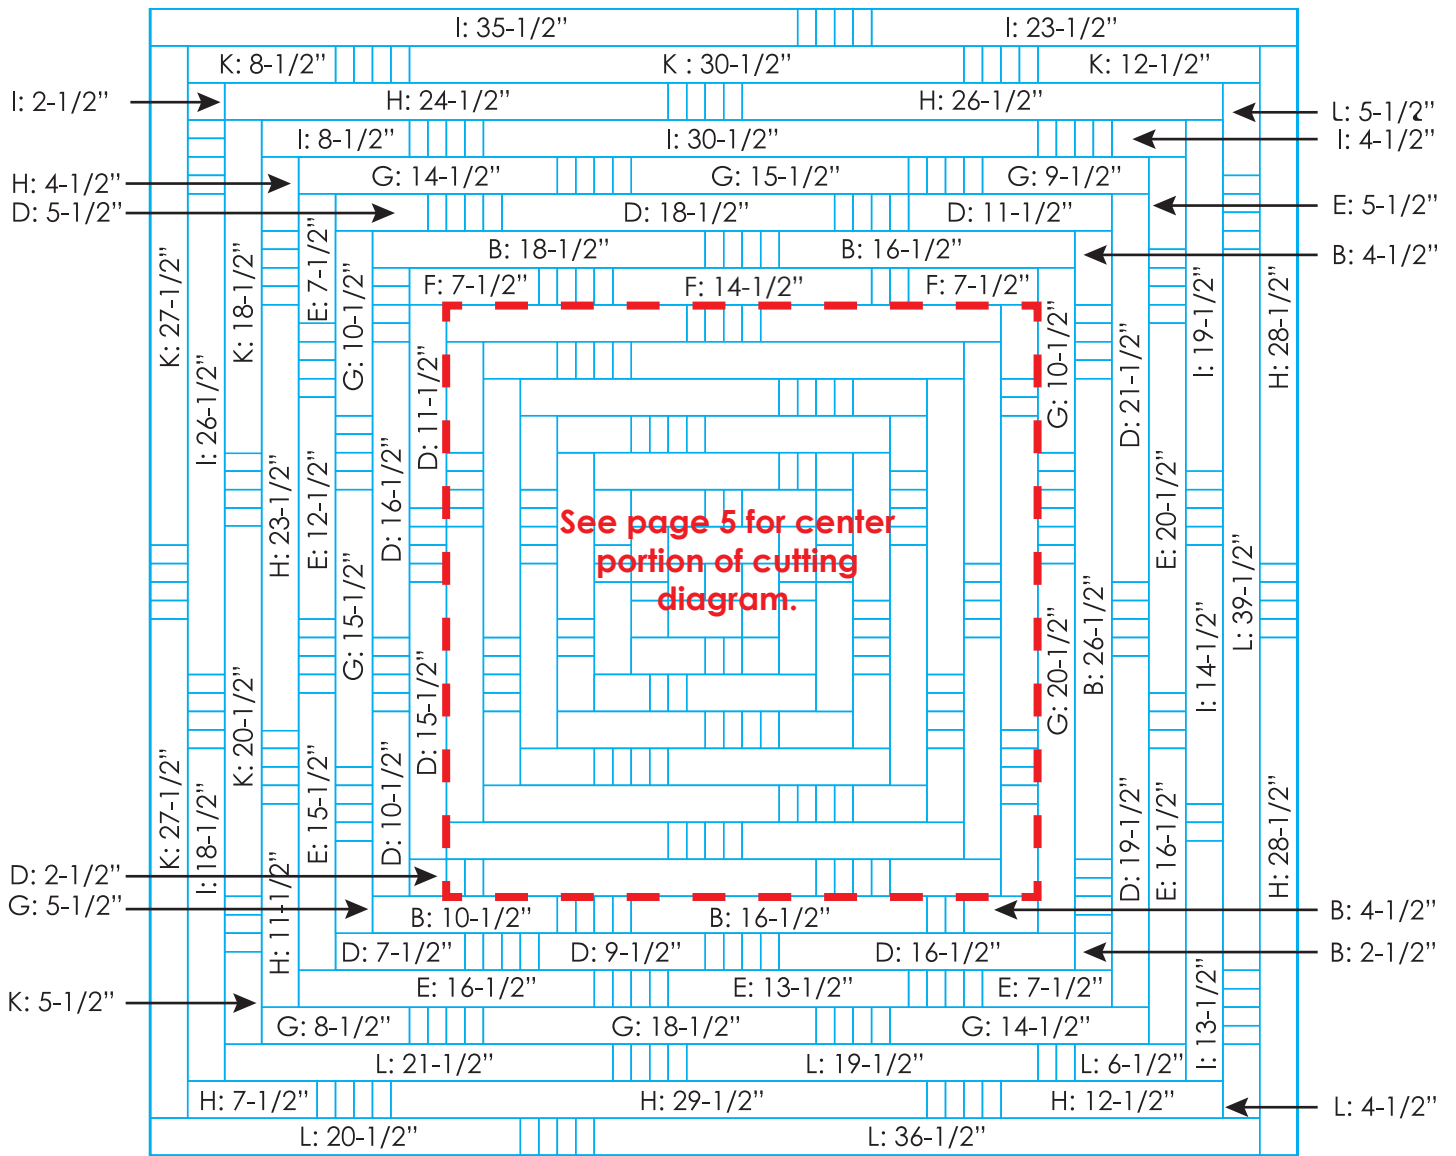 I: 35-1/2”
I: 23-1/2”
K: 8-1/2”
K : 30-1/2”
K: 12-1/2”
I: 2-1/2”
H: 24-1/2”
H: 26-1/2”
L: 5-1/2”
I: 8-1/2”
I: 30-1/2”
I: 4-1/2”
H: 4-1/2”
G: 14-1/2”
G: 15-1/2”
G: 9-1/2”
D: 5-1/2”
D: 18-1/2”
D: 11-1/2”
E: 5-1/2”
B: 18-1/2”
B: 16-1/2”
B: 4-1/2”
F: 7-1/2”
F: 14-1/2”
F: 7-1/2”
K: 27-1/2”
I: 26-1/2”
K: 18-1/2”
H: 23-1/2”
E: 7-1/2”
E: 12-1/2”
G: 10-1/2”
G: 15-1/2”
D: 16-1/2”
D: 11-1/2”
D: 15-1/2”
See page 5 for center
portion of cutting
diagram.
G: 10-1/2”
G: 20-1/2”
B: 26-1/2”
D: 21-1/2”
E: 20-1/2”
I: 19-1/2”
I: 14-1/2”
L: 39-1/2”
H: 28-1/2”
K: 27-1/2”
I: 18-1/2”
K: 20-1/2”
H: 11-1/2”
E: 15-1/2”
D: 10-1/2”
D: 19-1/2”
E: 16-1/2”
I: 13-1/2”
H: 28-1/2”
D: 2-1/2”
G: 5-1/2”
B: 10-1/2”
B: 16-1/2”
B: 4-1/2”
D: 7-1/2”
D: 9-1/2”
D: 16-1/2”
B: 2-1/2”
E: 16-1/2”
E: 13-1/2”
E: 7-1/2”
K: 5-1/2”
G: 8-1/2”
G: 18-1/2”
G: 14-1/2”
L: 21-1/2”
L: 19-1/2”
L: 6-1/2”
H: 7-1/2”
H: 29-1/2”
H: 12-1/2”
L: 4-1/2”
L: 20-1/2”
L: 36-1/2”